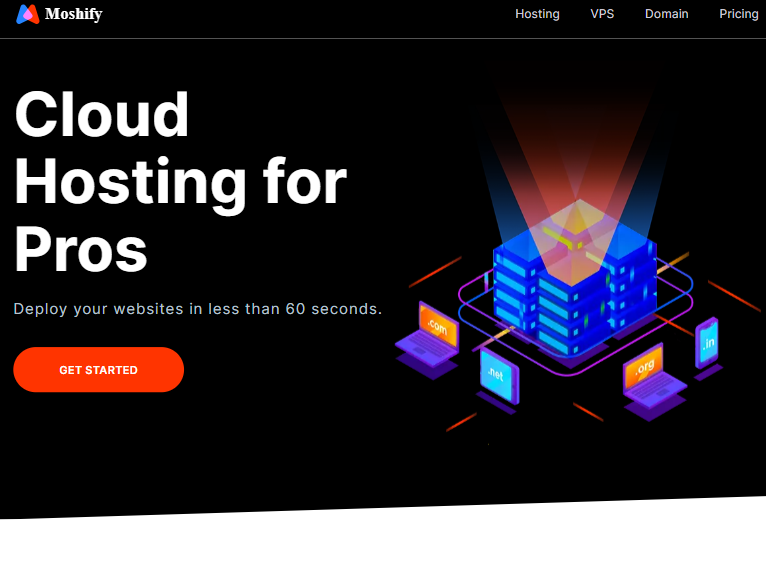 Moshify
Hosting VPS Domain Pricing
Cloud
Hosting for
Pros
Deploy your websites in less than 60 seconds.
GET STARTED
.com
.net
.org
.in